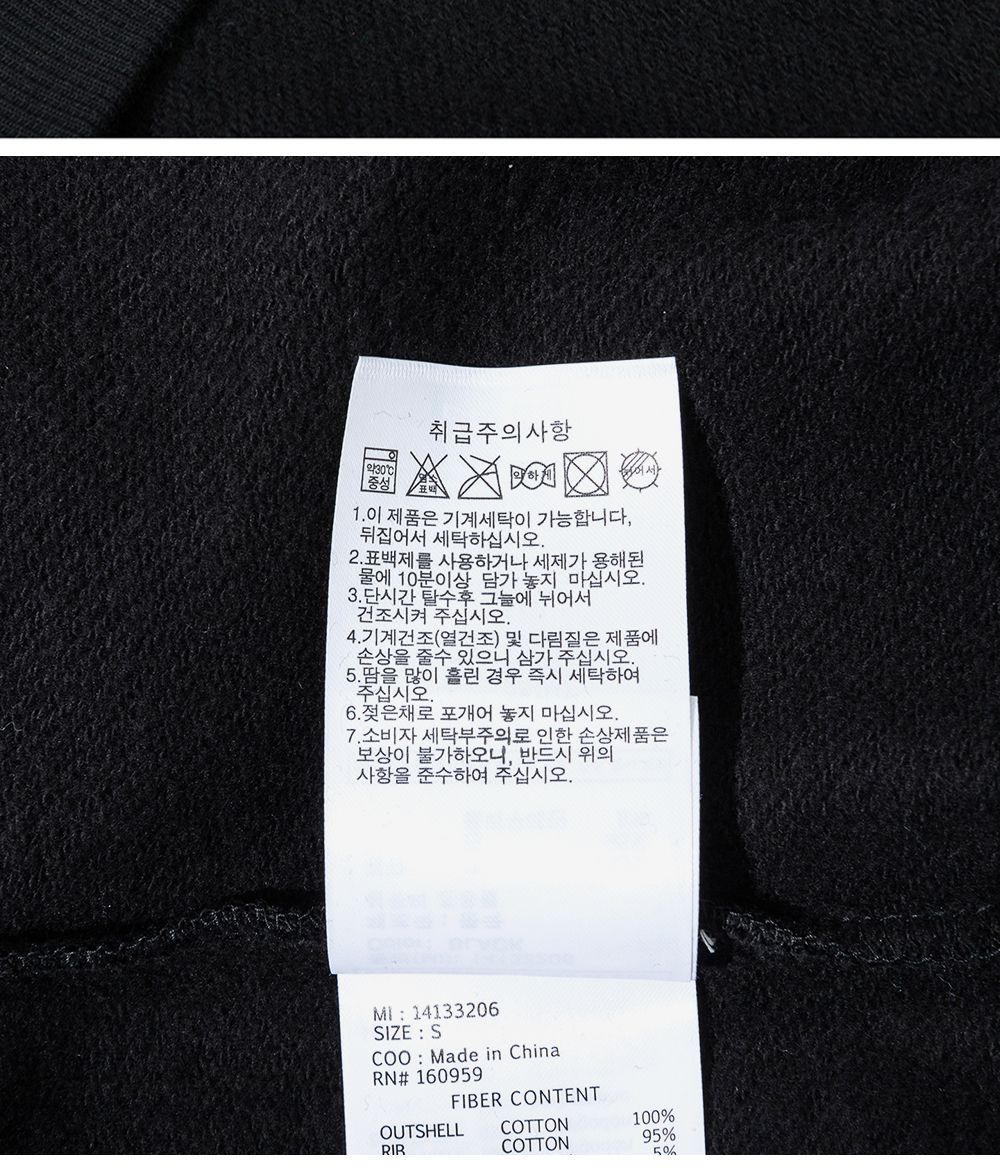 취급주의사항
약30℃
중성
염소
표백
약하게
뉘어서
1.이 제품은 기계세탁이 가능합니다,
뒤집어서 세탁하십시오.
2.표백제를 사용하거나 세제가 용해된
물에 10분이상 담가 놓지 마십시오.
3.단시간 탈수후 그늘에 뉘어서
건조시켜 주십시오.
4.기계건조(열건조) 및 다림질은 제품에
손상을 줄수 있으니 삼가 주십시오.
5.땀을 많이 흘린 경우 즉시 세탁하여
주십시오.
6.젖은채로 포개어 놓지 마십시오.
7.소비자 세탁부주의로 인한 손상제품은
보상이 불가하오니, 반드시 위의
사항을 준수하여 주십시오.
MI : 14133206
SIZE : S
COO : Made in China
RN# 160959
FIBER CONTENT
OUTSHELL COTTON 100%
RIB COTTON 95%
5%